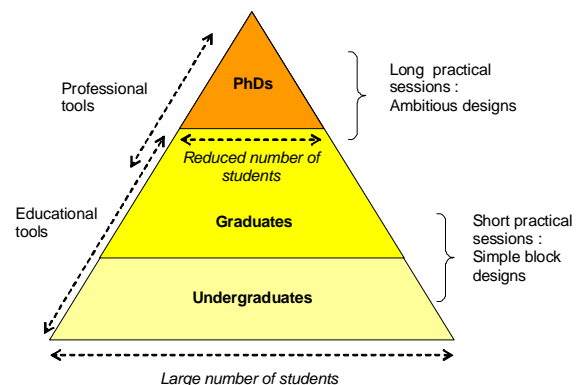 PhDs
Professional
tools
Long practical
sessions :
Ambitious designs
Reduced number of
students
Educational
tools
Graduates
Short practical
sessions :
Simple block
designs
Undergraduates
Large number of students